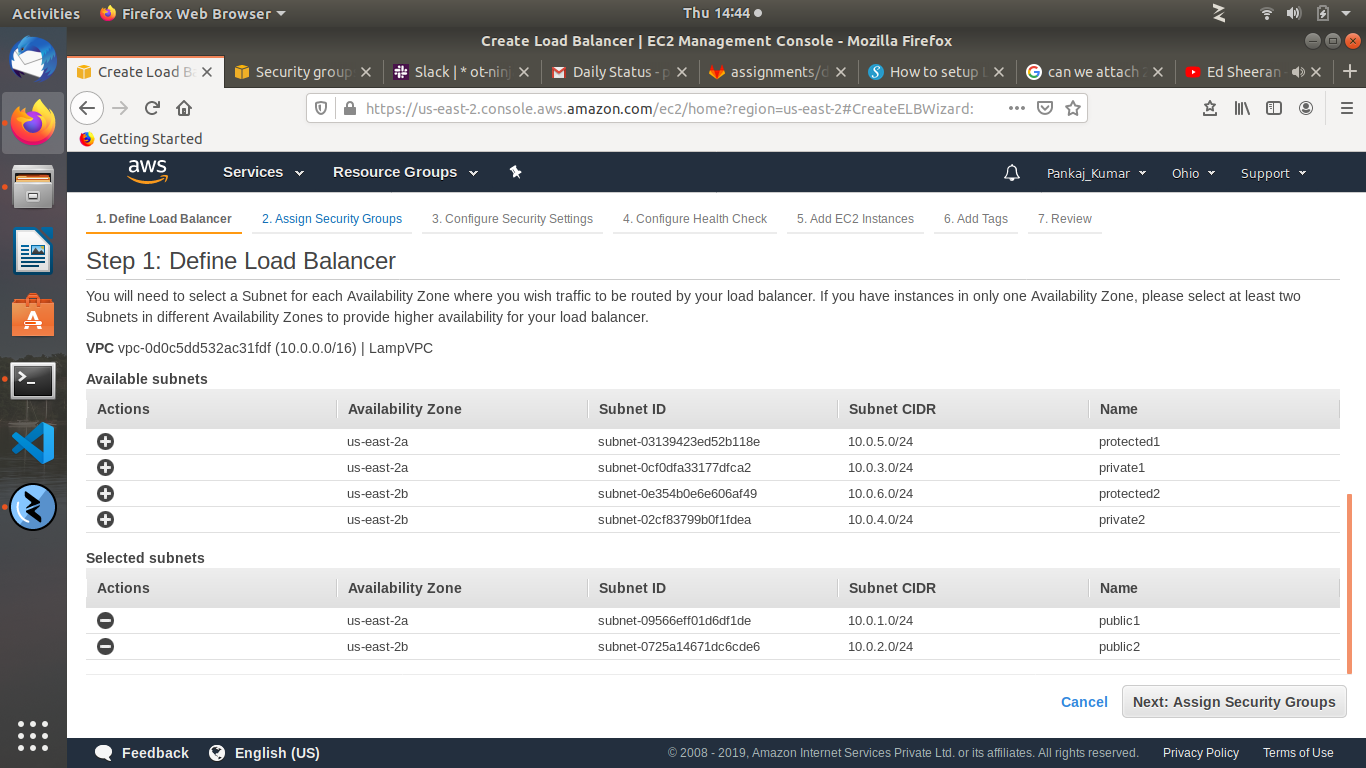 Activities Firefox Web Browser Thu 14:44
Create Load Balancer | EC2 Management Console - Mozilla Firefox
Create Load B Security group Slack | * ot-ninj Daily Status - p assignments/d How to setup L can we attach 2 Ed Sheeran -
https://us-east-2.console.aws.amazon.com/ec2/home?region=us-east-2#CreateELBWizard:
Getting Started
aws Services Resource Groups Pankaj_Kumar Ohio Support
1. Define Load Balancer 2. Assign Security Groups 3. Configure Security Settings 4. Configure Health Check 5. Add EC2 Instances 6. Add Tags 7. Review
Step 1: Define Load Balancer
You will need to select a Subnet for each Availability Zone where you wish traffic to be routed by your load balancer. If you have instances in only one Availability Zone, please select at least two
Subnets in different Availability Zones to provide higher availability for your load balancer.
VPC vpc-0d0c5dd532ac31fdf (10.0.0.0/16) | LampVPC
Available subnets
Actions Availability Zone Subnet ID Subnet CIDR Name
us-east-2a subnet-03139423ed52b118e 10.0.5.0/24 protected1
us-east-2a subnet-0cf0dfa33177dfca2 10.0.3.0/24 private1
us-east-2b subnet-0e354b0e6e606af49 10.0.6.0/24 protected2
us-east-2b subnet-02cf83799b0f1fdea 10.0.4.0/24 private2
Selected subnets
Actions Availability Zone Subnet ID Subnet CIDR Name
us-east-2a subnet-09566eff01d6df1de 10.0.1.0/24 public1
us-east-2b subnet-0725a14671dc6cde6 10.0.2.0/24 public2
Cancel Next: Assign Security Groups
Feedback English (US) © 2008 - 2019, Amazon Internet Services Private Ltd. or its affiliates. All rights reserved. Privacy Policy Terms of Use